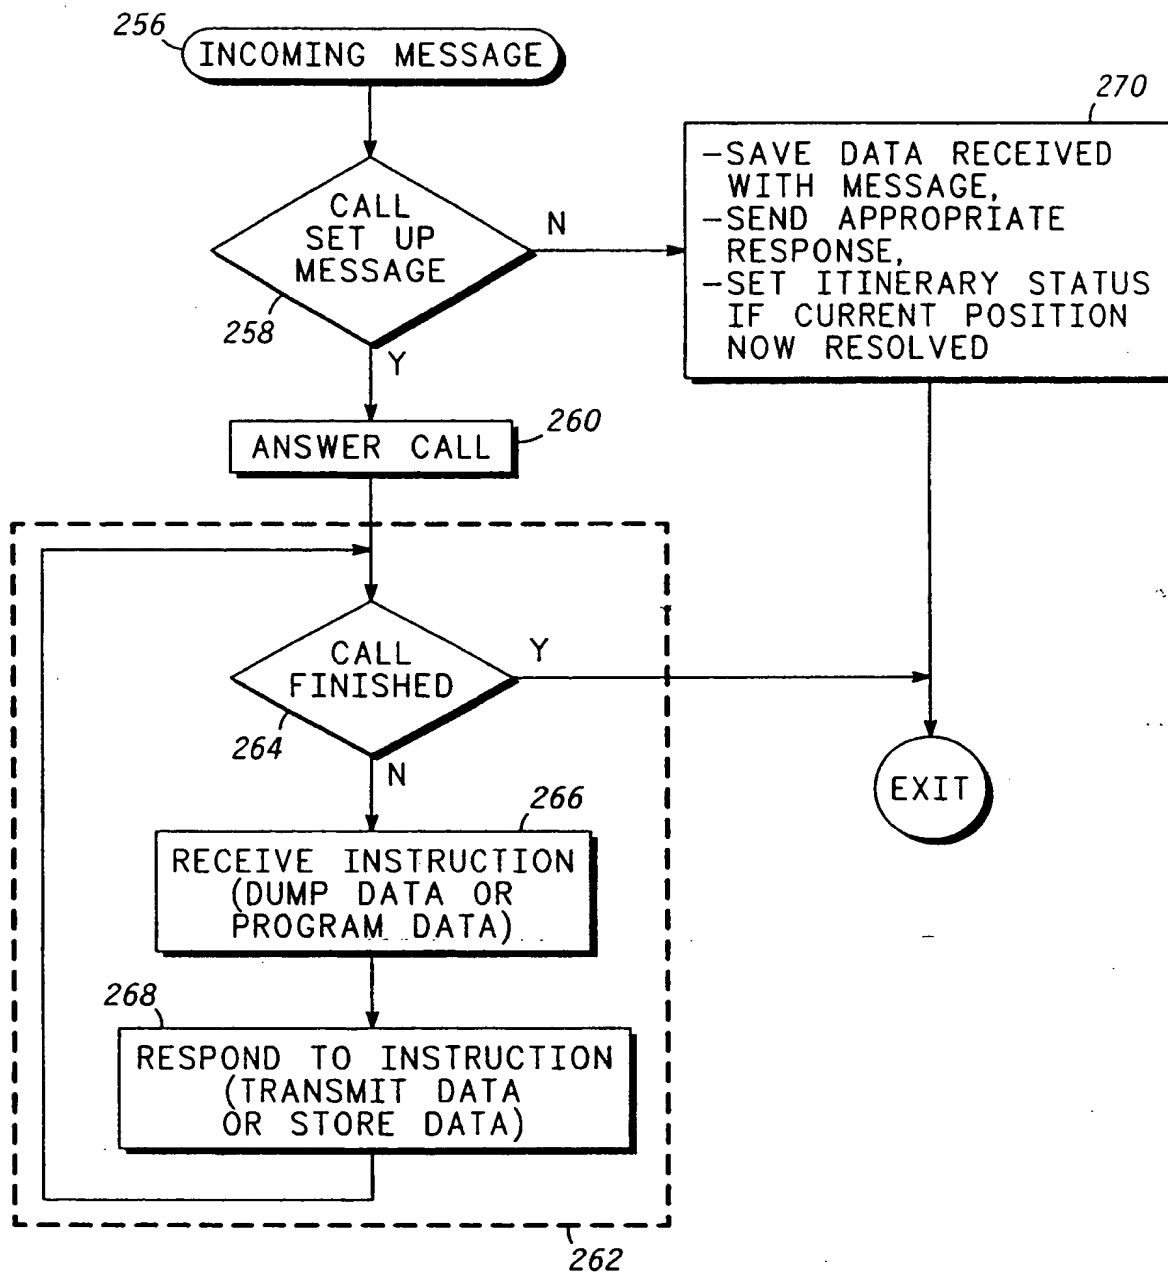 256
INCOMING MESSAGE
270
CALL
SET UP
MESSAGE
258
N
Y
-SAVE DATA RECEIVED
WITH MESSAGE,
-SEND APPROPRIATE
RESPONSE,
-SET ITINERARY STATUS
IF CURRENT POSITION
NOW RESOLVED
260
ANSWER CALL
CALL
FINISHED
264
Y
N
EXIT
266
RECEIVE INSTRUCTION
(DUMP DATA OR
PROGRAM DATA)
268
RESPOND TO INSTRUCTION
(TRANSMIT DATA
OR STORE DATA)
262